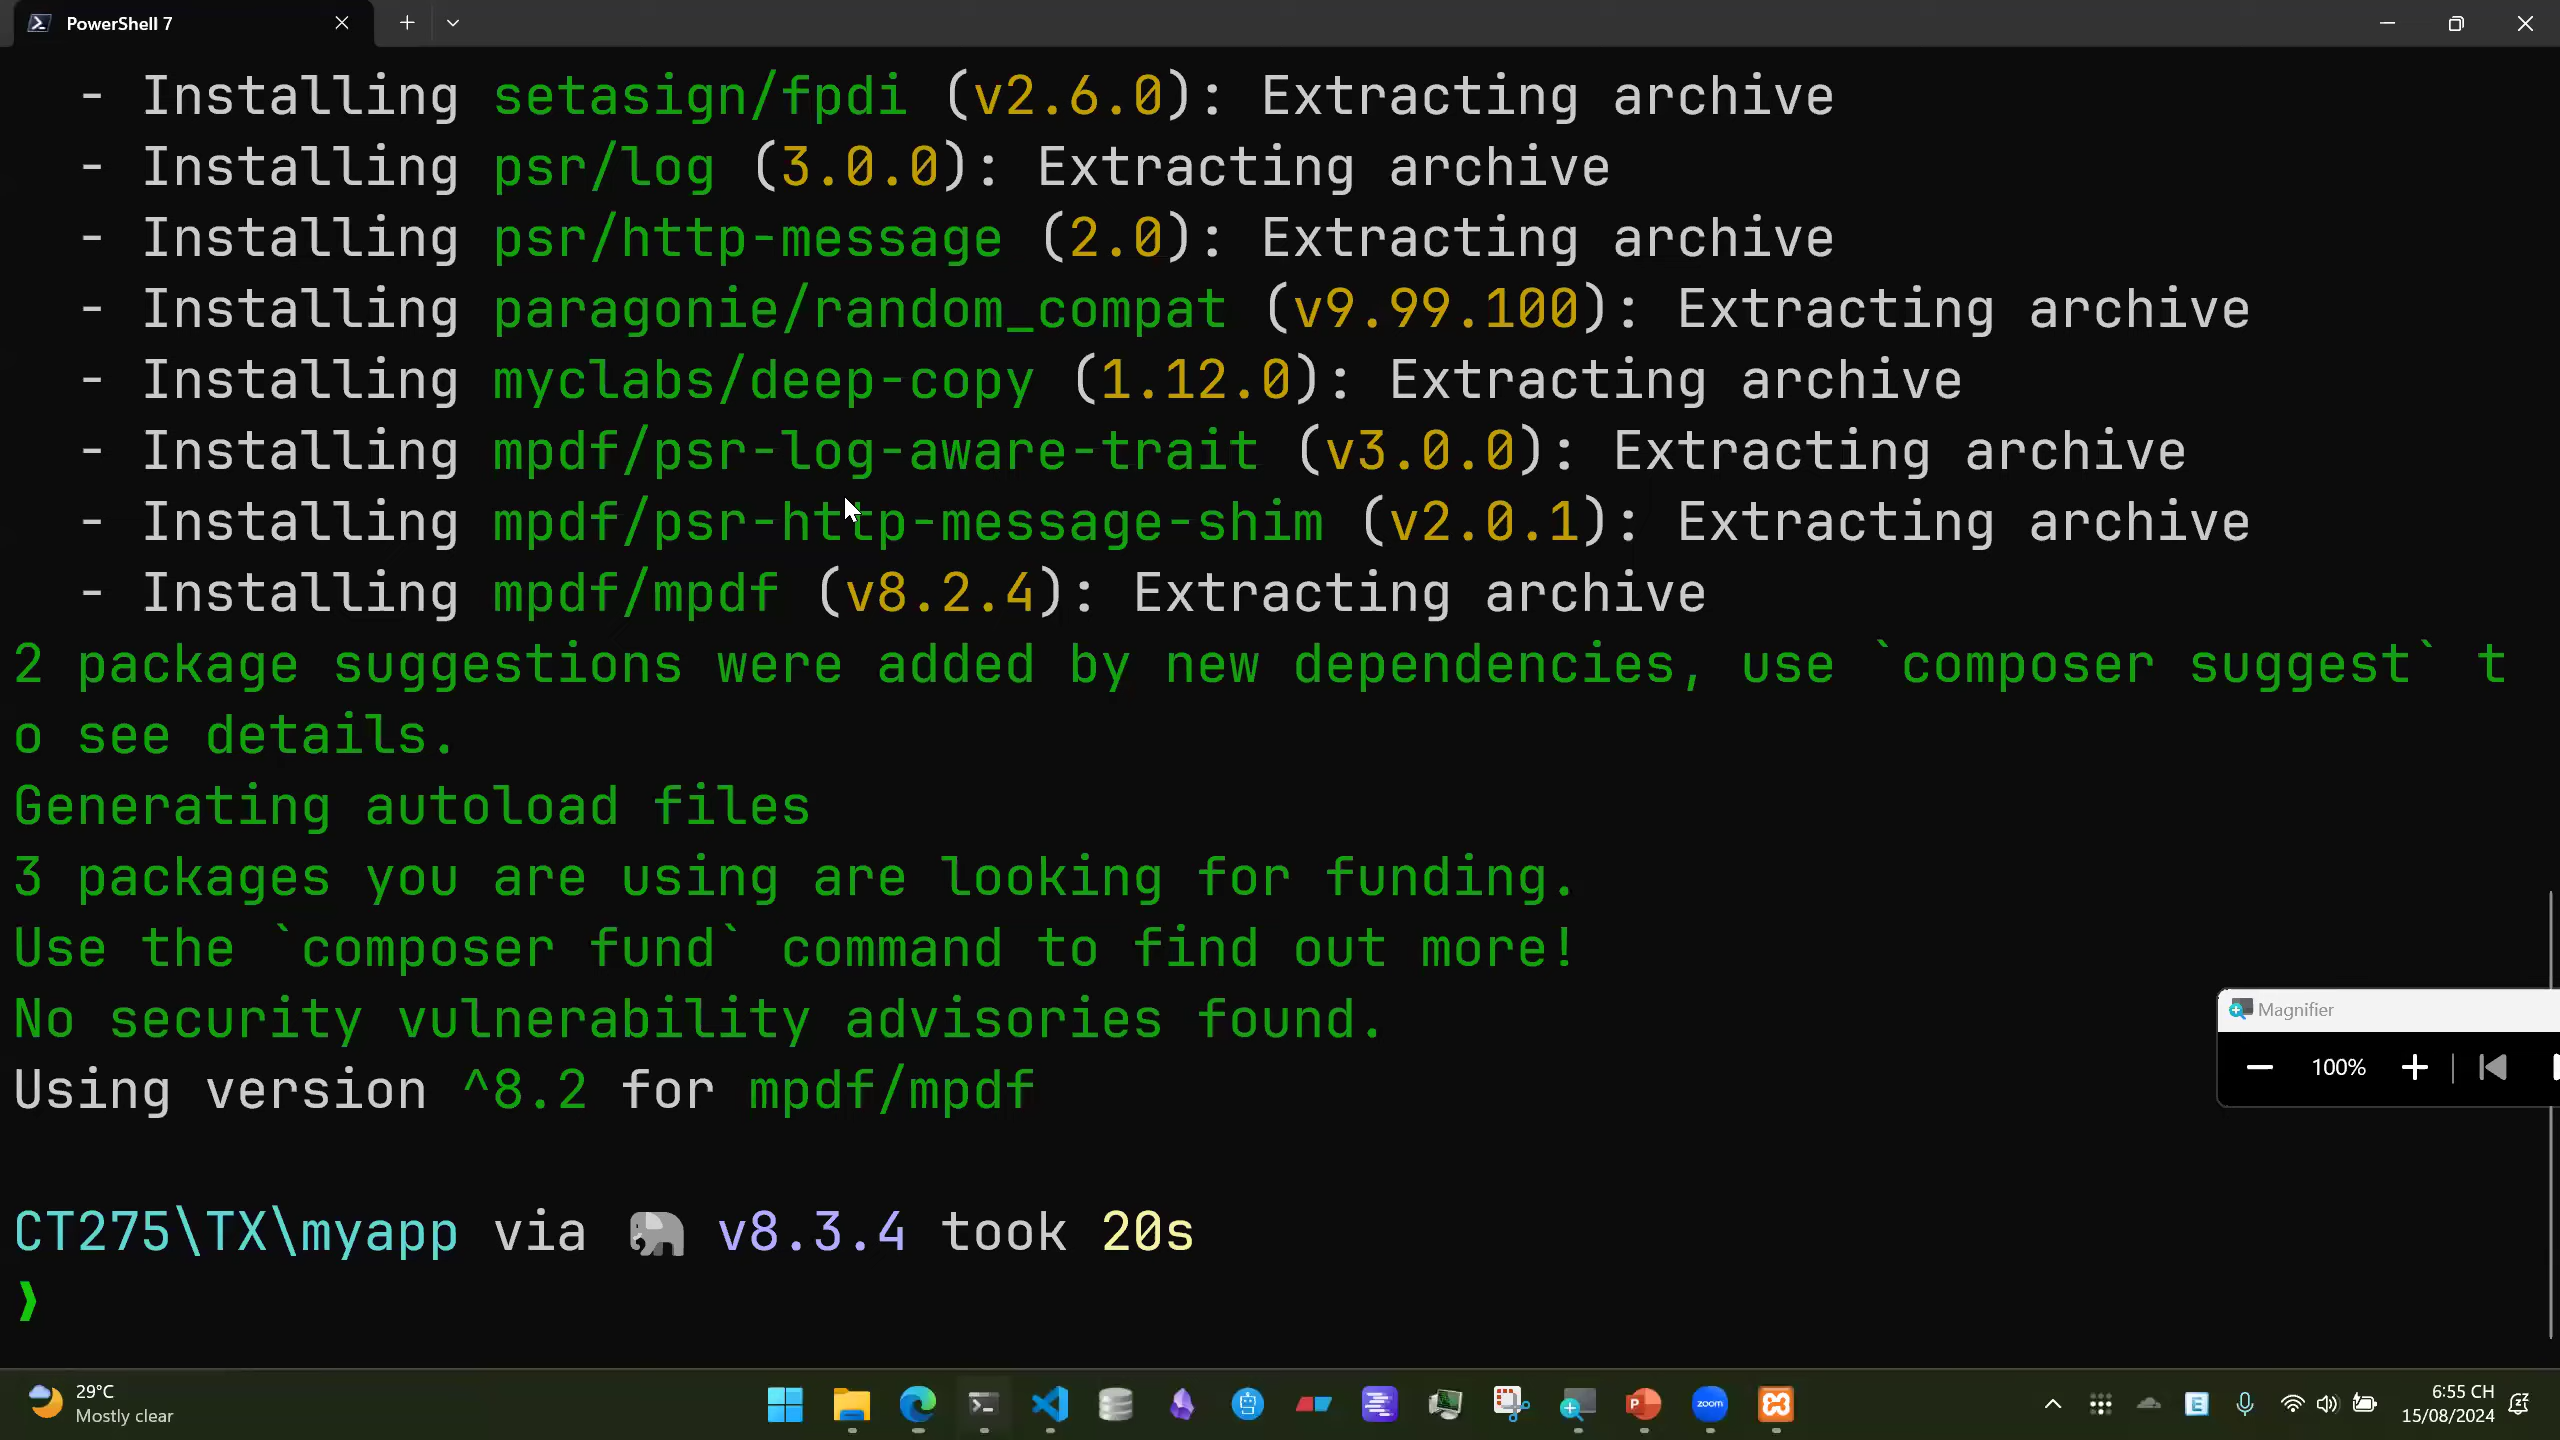 PowerShell 7
- Installing setasign/fpdi (v2.6.0): Extracting archive
- Installing psr/log (3.0.0): Extracting archive
- Installing psr/http-message (2.0): Extracting archive
- Installing paragonie/random_compat (v9.99.100): Extracting archive
- Installing myclabs/deep-copy (1.12.0): Extracting archive
- Installing mpdf/psr-log-aware-trait (v3.0.0): Extracting archive
- Installing mpdf/psr-http-message-shim (v2.0.1): Extracting archive
- Installing mpdf/mpdf (v8.2.4): Extracting archive
2 package suggestions were added by new dependencies, use `composer suggest` t
o see details.
Generating autoload files
3 packages you are using are looking for funding.
Use the `composer fund` command to find out more!
No security vulnerability advisories found.
Using version ^8.2 for mpdf/mpdf
Magnifier
100%
CT275\TX\myapp via 🐘 v8.3.4 took 20s
❯
29°C
Mostly clear
zoom
E
6:55 CH
15/08/2024